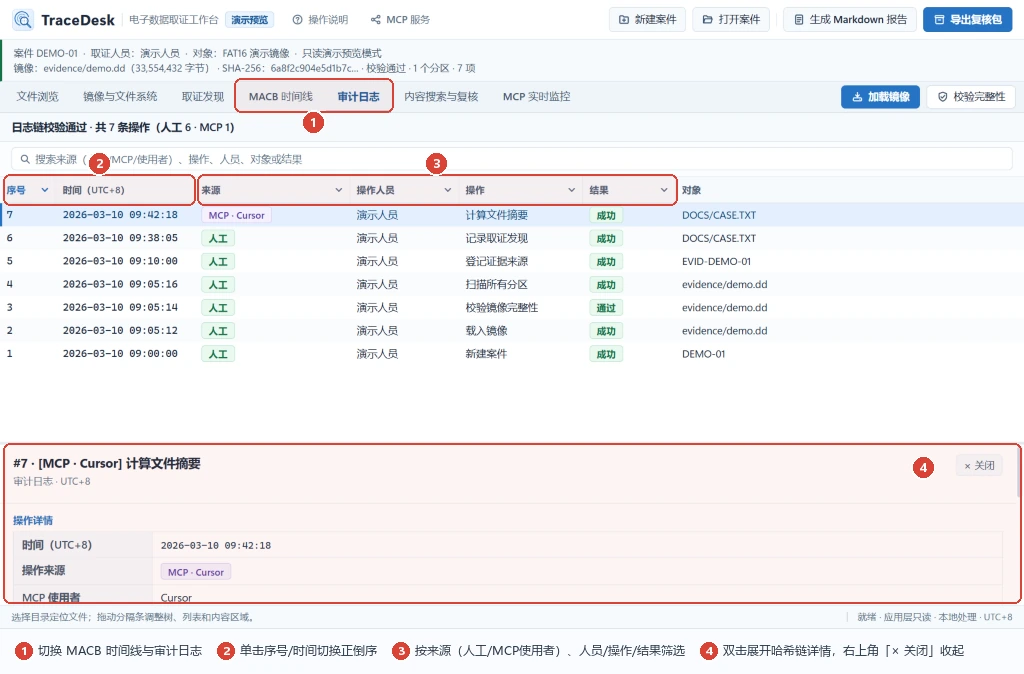 TraceDesk 电子数据取证工作台 演示预览 操作说明 MCP 服务 新建案件 打开案件 生成 Markdown 报告 导出复核包
案件 DEMO-01 · 取证人员：演示人员 · 对象：FAT16 演示镜像 · 只读演示预览模式
镜像：evidence/demo.dd（33,554,432 字节） · SHA-256：6a8f2c904e5d1b7c... · 校验通过 · 1 个分区 · 7 项
文件浏览 镜像与文件系统 取证发现 MACB 时间线 审计日志 内容搜索与复核 MCP 实时监控 加载镜像 校验完整性
1
日志链校验通过 · 共 7 条操作（人工 6 · MCP 1）
搜索来源（ /MCP/使用者）、操作、人员、对象或结果
2 3
序号 时间（UTC+8） 来源 操作人员 操作 结果 对象
7 2026-03-10 09:42:18 MCP · Cursor 演示人员 计算文件摘要 成功 DOCS/CASE.TXT
6 2026-03-10 09:38:05 人工 演示人员 记录取证发现 成功 DOCS/CASE.TXT
5 2026-03-10 09:10:00 人工 演示人员 登记证据来源 成功 EVID-DEMO-01
4 2026-03-10 09:05:16 人工 演示人员 扫描所有分区 成功 evidence/demo.dd
3 2026-03-10 09:05:14 人工 演示人员 校验镜像完整性 通过 evidence/demo.dd
2 2026-03-10 09:05:12 人工 演示人员 载入镜像 成功 evidence/demo.dd
1 2026-03-10 09:00:00 人工 演示人员 新建案件 成功 DEMO-01
#7 · [MCP · Cursor] 计算文件摘要 4 × 关闭
审计日志 · UTC+8
操作详情
时间（UTC+8） 2026-03-10 09:42:18
操作来源 MCP · Cursor
MCP 使用者 Cursor
选择目录定位文件；拖动分隔条调整树、列表和内容区域。 就绪 · 应用层只读 · 本地处理 · UTC+8
1 切换 MACB 时间线与审计日志 2 单击序号/时间切换正倒序 3 按来源（人工/MCP使用者）、人员/操作/结果筛选 4 双击展开哈希链详情，右上角「× 关闭」收起